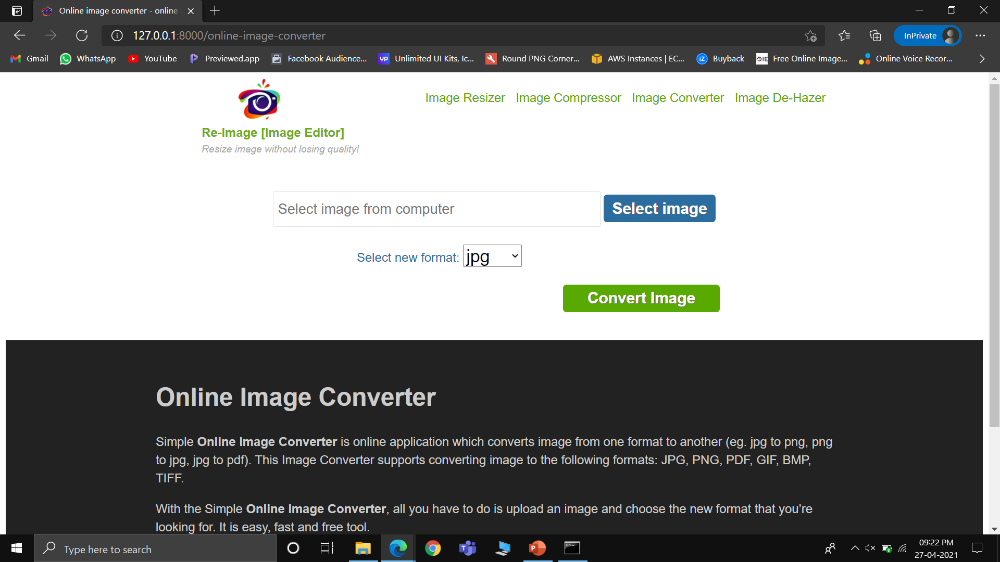 Online image converter - online
127.0.0.1:8000/online-image-converter
InPrivate
Gmail
WhatsApp
YouTube
Previewed.app
Facebook Audience...
up
Unlimited UI Kits, Ic...
Round PNG Corner...
AWS Instances | EC...
iZ
Buyback
OIE
Free Online Image...
Online Voice Recor...
Image Resizer
Image Compressor
Image Converter
Image De-Hazer
Re-Image [Image Editor]
Resize image without losing quality!
Select image from computer
Select image
Select new format:
jpg
Convert Image
Online Image Converter
Simple Online Image Converter is online application which converts image from one format to another (eg. jpg to png, png
to jpg, jpg to pdf). This Image Converter supports converting image to the following formats: JPG, PNG, PDF, GIF, BMP,
TIFF.
With the Simple Online Image Converter, all you have to do is upload an image and choose the new format that you're
looking for. It is easy, fast and free tool.
Type here to search
09:22 PM
27-04-2021